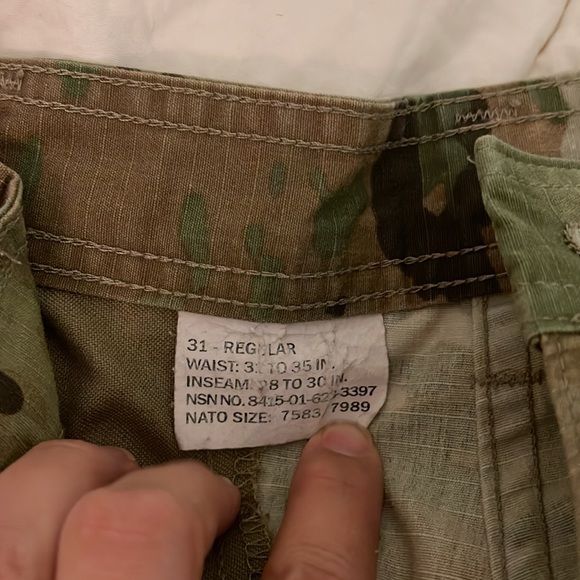 31 - REGULAR
WAIST: TO 35 IN.
INSEAM: TO 30 IN.
NSN NO.
NATO SIZE: 7583/7989